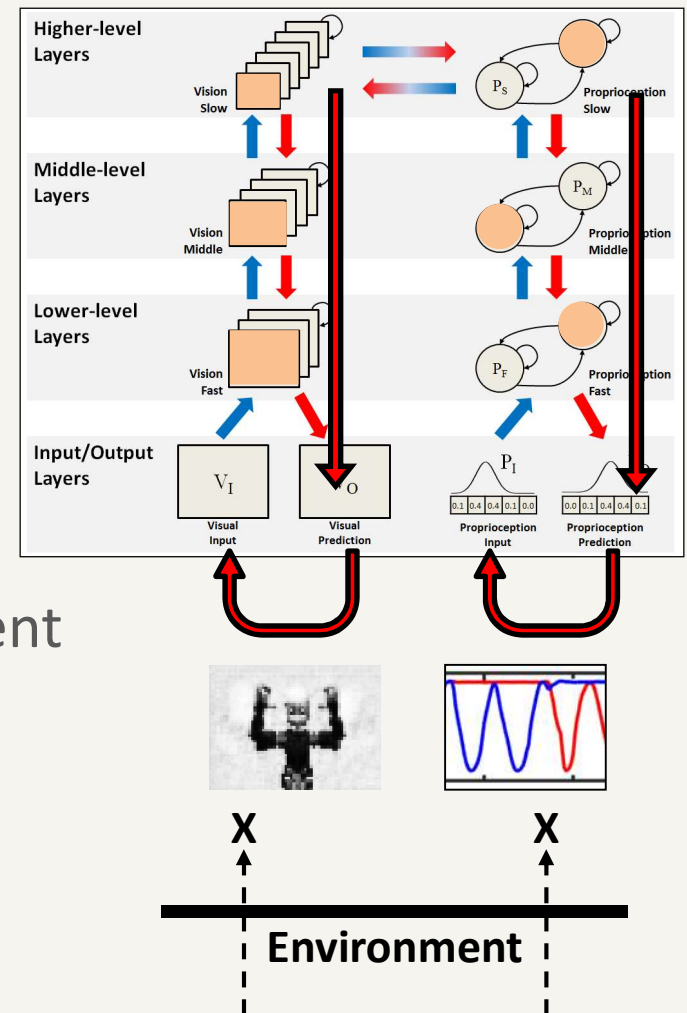 Higher-level
Layers
Vision
Slow
P_S
Proprioception
Slow
Middle-level
Layers
Vision
Middle
P_M
Middle
Lower-level
Layers
Vision
Fast
P_F
Fast
Input/Output
Layers
V_I
O
P_I
0.1 0.4 0.4 0.1 0.0
0.0 0.1 0.4 0.4 0.1
Visual
Input
Visual
Prediction
Proprioception
Input
Proprioception
Prediction
ent
X X
Environment